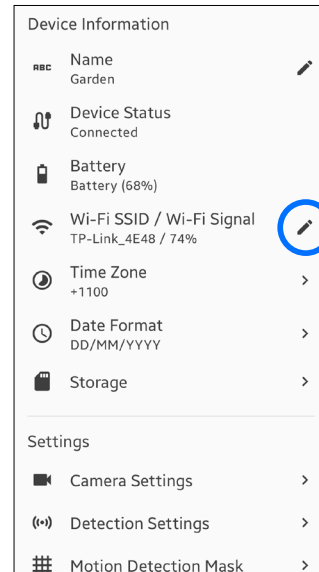 Device Information
ABC
Name
Garden
Device Status
Connected
Battery
Battery (68%)
Wi-Fi SSID / Wi-Fi Signal
TP-Link_4E48 / 74%
Time Zone
+1100
Date Format
DD/MM/YYYY
Storage
Settings
Camera Settings
Detection Settings
Motion Detection Mask